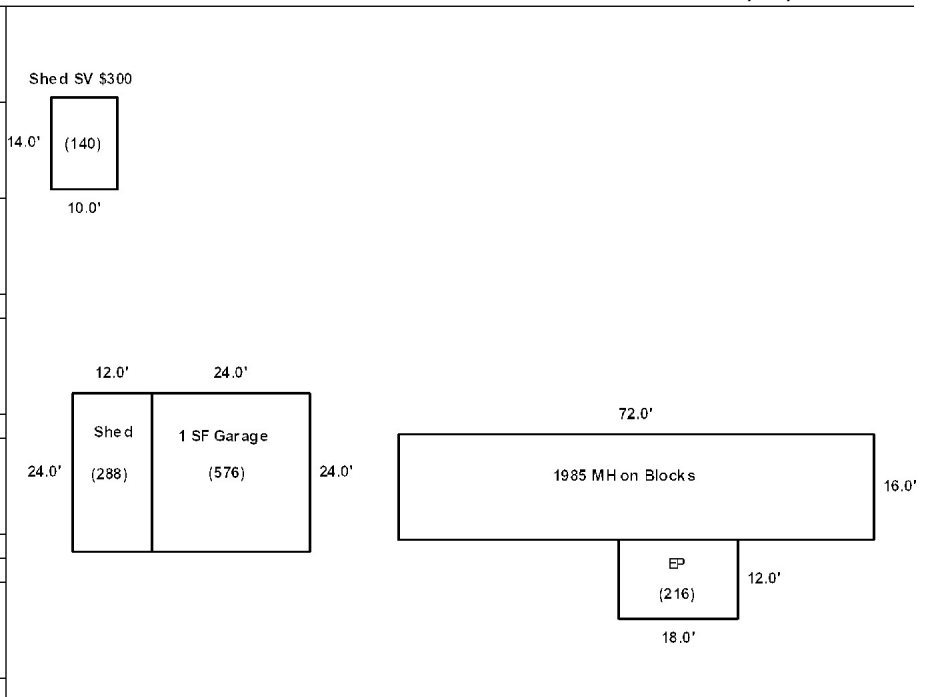 Shed SV $300
14.0'
(140)
10.0'
12.0'
24.0'
Shed
1 SF Garage
24.0'
(288)
(576)
24.0'
72.0'
1985 MH on Blocks
16.0'
EP
(216)
12.0'
18.0'